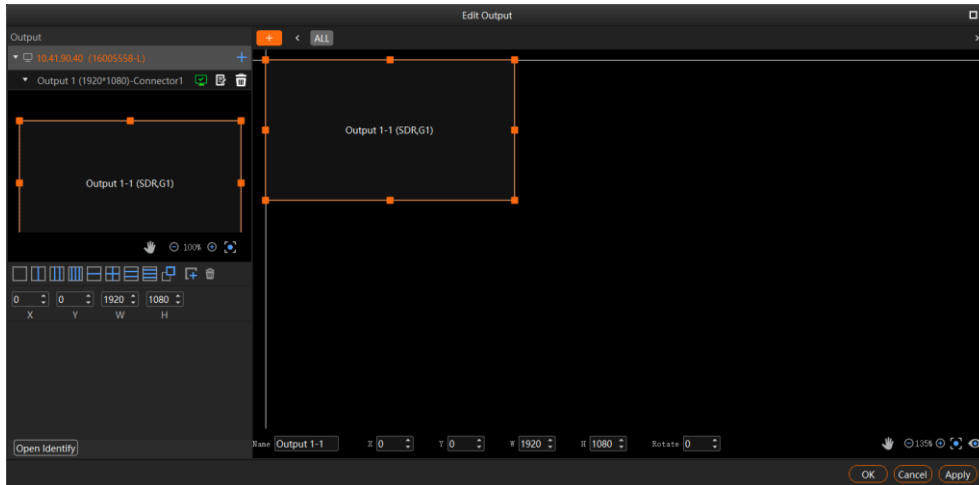 Edit Output
Output
+ < ALL
10.41.90.40 (16005558-L) +
Output 1 (1920*1080)-Connector1
Output 1-1 (SDR,G1)
Output 1-1 (SDR,G1)
100%
0 0 1920 1080
X Y W H
Open Identify
Name Output 1-1 X 0 Y 0 W 1920 H 1080 Rotate 0 135%
OK Cancel Apply